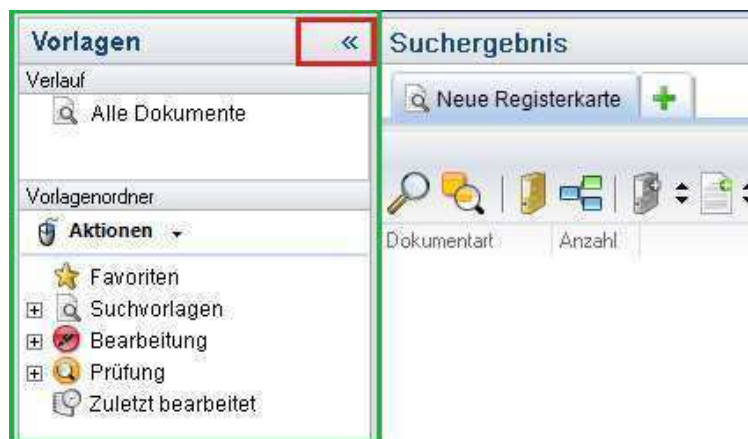 Vorlagen «
Verlauf
Alle Dokumente
Vorlagenordner
Aktionen
Favoriten
Suchvorlagen
Bearbeitung
Prüfung
Zuletzt bearbeitet
Suchergebnis
Neue Registerkarte
Dokumentart Anzahl